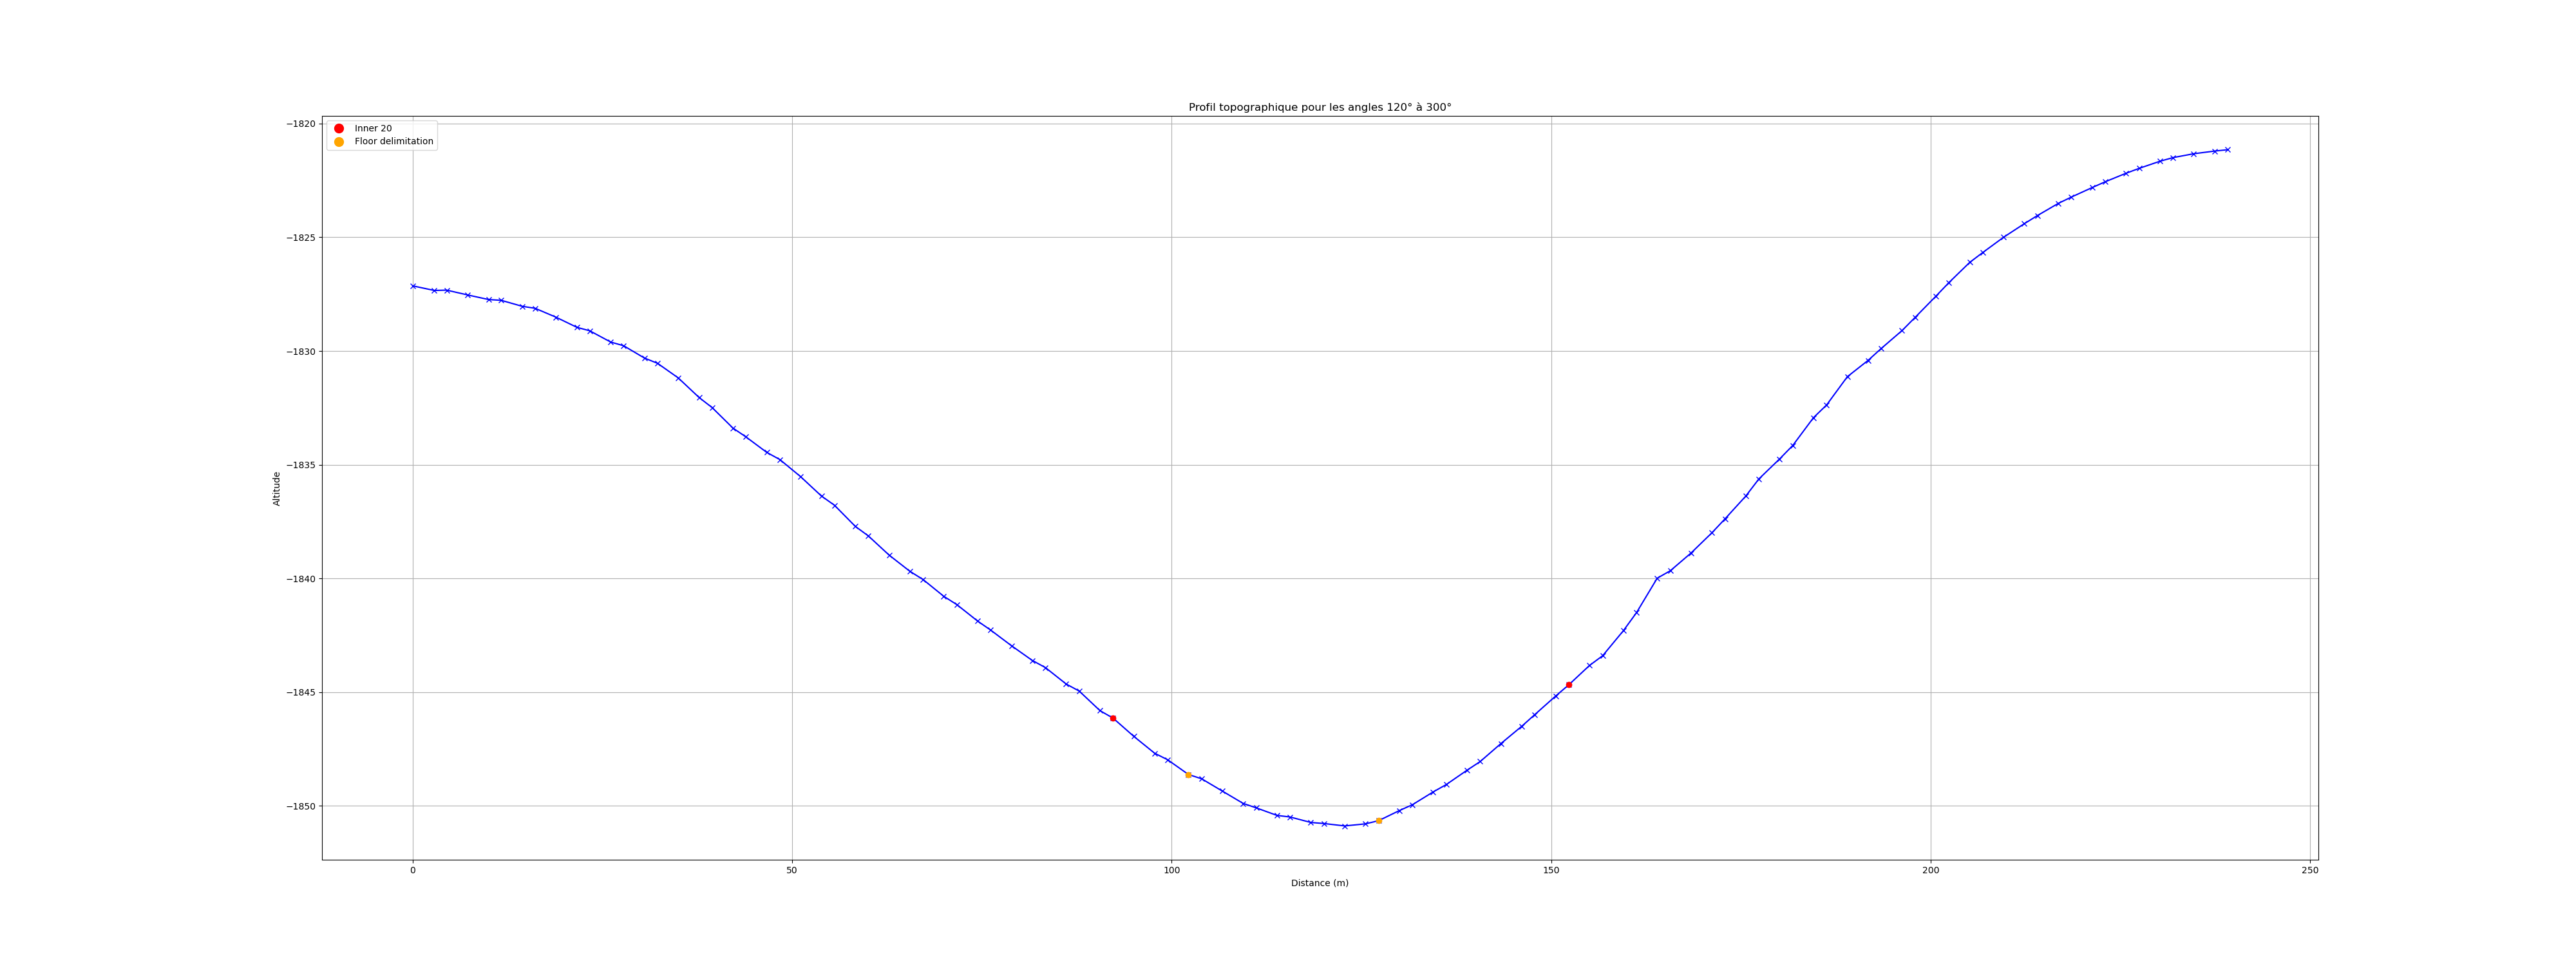 Profil topographique pour les angles 120° à 300°
Inner 20
Floor delimitation
Altitude
−1820
−1825
−1830
−1835
−1840
−1845
−1850
0
50
100
150
200
250
Distance (m)